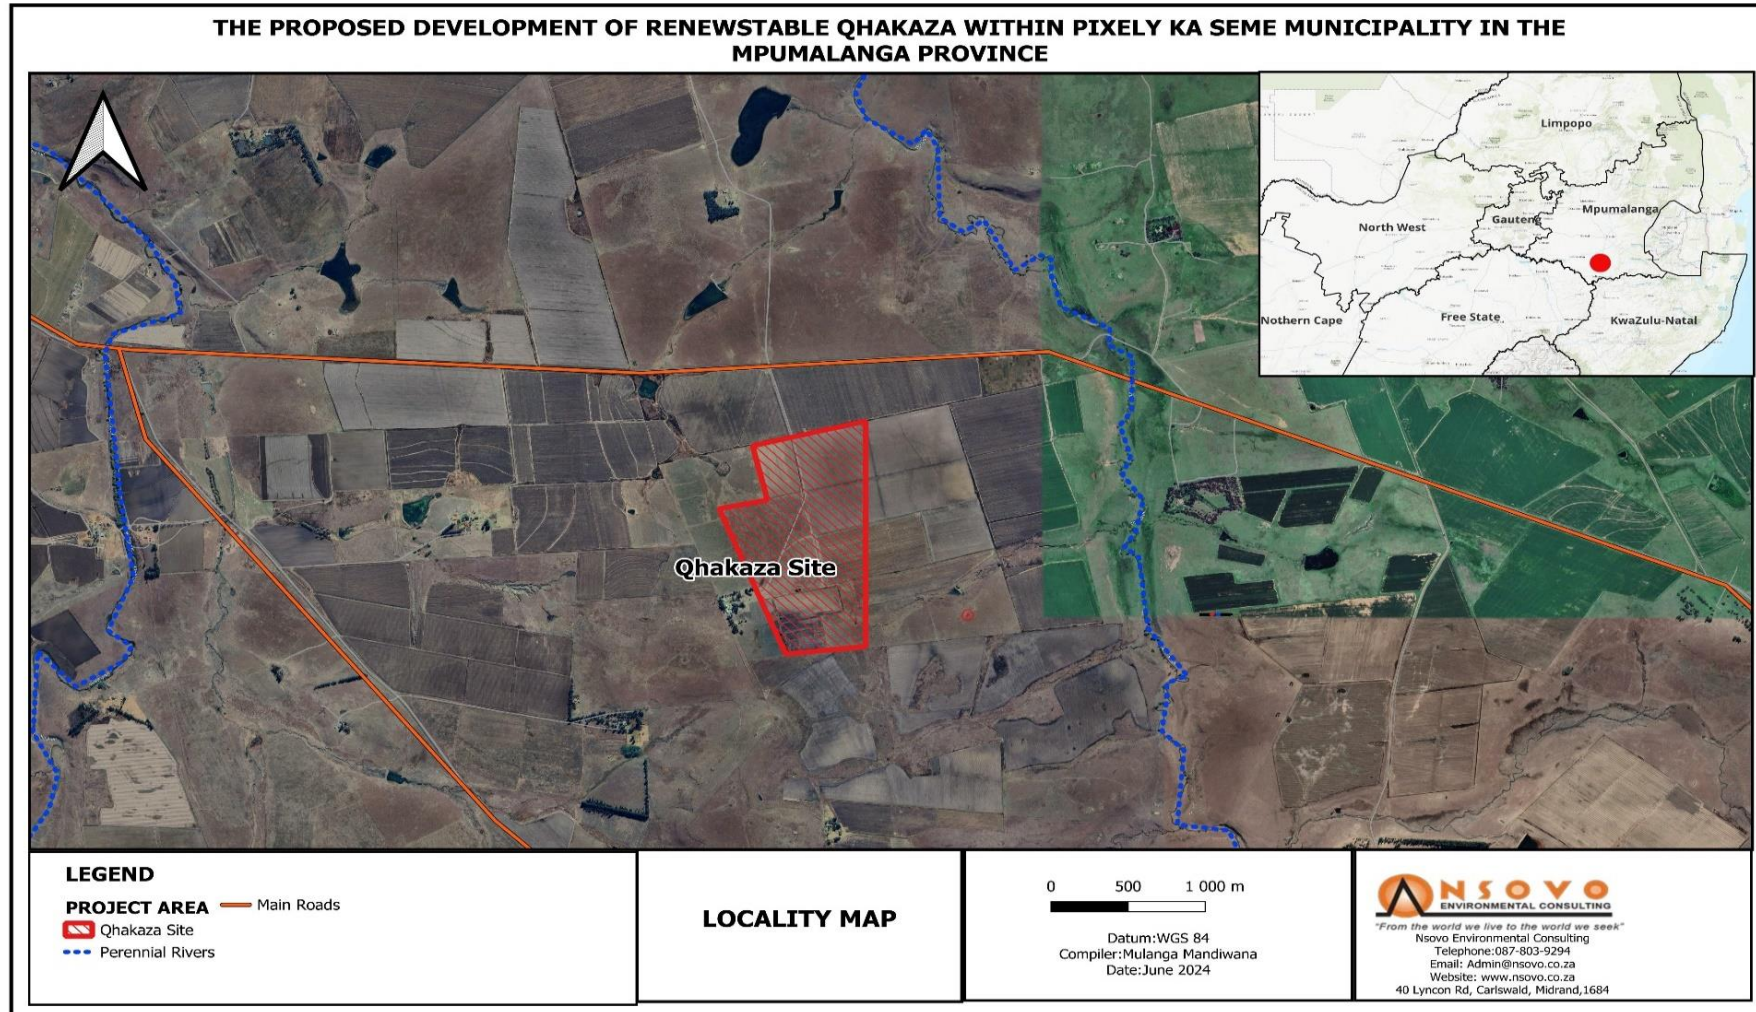 THE PROPOSED DEVELOPMENT OF RENEWSTABLE QHAKAZA WITHIN PIXELY KA SEME MUNICIPALITY IN THE
MPUMALANGA PROVINCE
Limpopo
Mpumalanga
Gauteng
North West
Free State
KwaZulu-Natal
Nothern Cape
Qhakaza Site
LEGEND
PROJECT AREA
Main Roads
Qhakaza Site
Perennial Rivers
LOCALITY MAP
0 500 1 000 m
Datum:WGS 84
Compiler:Mulanga Mandiwana
Date:June 2024
NSOVO
ENVIRONMENTAL CONSULTING
"From the world we live to the world we seek"
Nsovo Environmental Consulting
Telephone:087-803-9294
Email: Admin@nsovo.co.za
Website: www.nsovo.co.za
40 Lyncon Rd, Carlswald, Midrand,1684